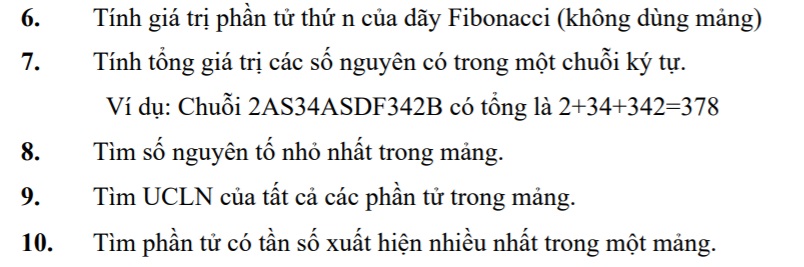 6. Tính giá trị phần tử thứ n của dãy Fibonacci (không dùng mảng)
7. Tính tổng giá trị các số nguyên có trong một chuỗi ký tự.
Ví dụ: Chuỗi 2AS34ASDF342B có tổng là 2+34+342=378
8. Tìm số nguyên tố nhỏ nhất trong mảng.
9. Tìm UCLN của tất cả các phần tử trong mảng.
10. Tìm phần tử có tần số xuất hiện nhiều nhất trong một mảng.